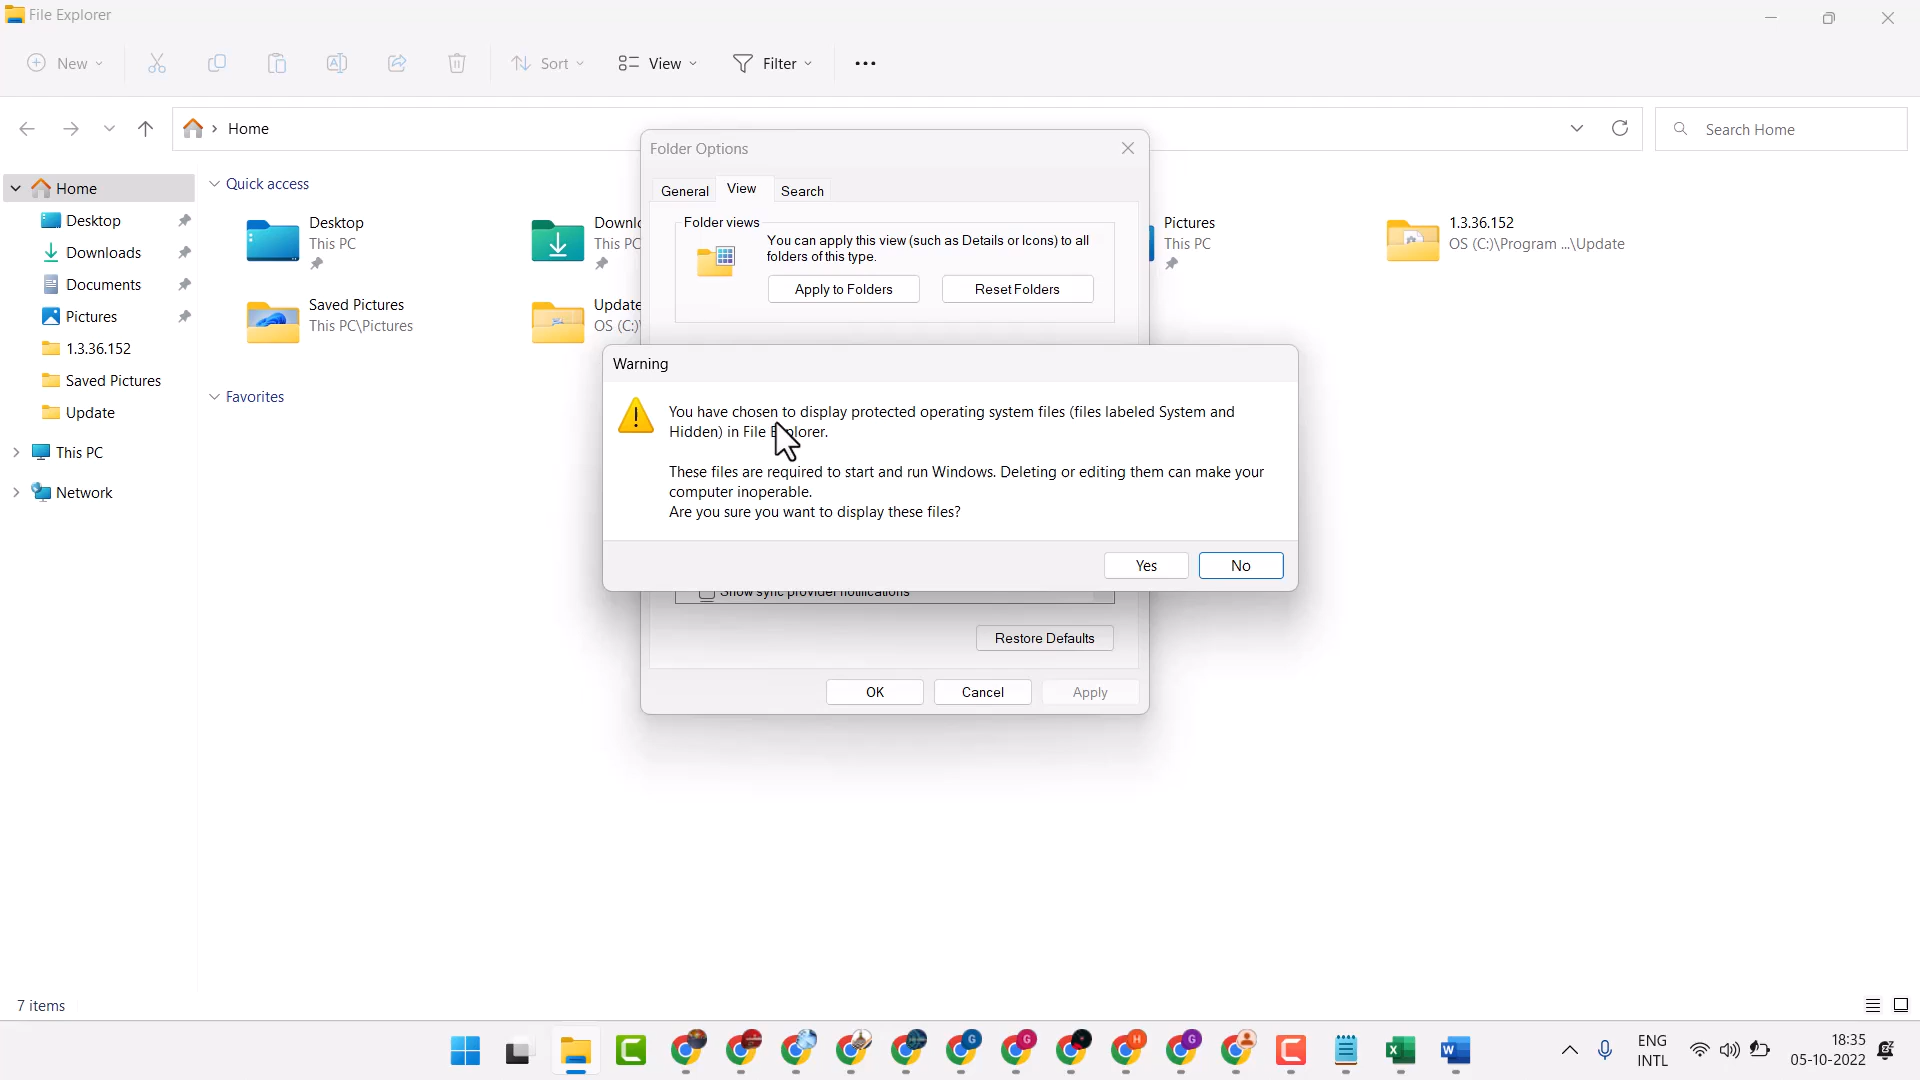 File Explorer
New
Sort
View
Filter
Home
Search Home
Folder Options
General
View
Search
Folder views
You can apply this view (such as Details or Icons) to all
folders of this type.
Apply to Folders
Reset Folders
Home
Desktop
Downloads
Documents
Pictures
1.3.36.152
Saved Pictures
Update
This PC
Network
Quick access
Desktop
This PC
Downl
This PC
Pictures
This PC
1.3.36.152
OS (C:)\Program ...\Update
Saved Pictures
This PC\Pictures
Update
OS (C:)\
Favorites
Warning
You have chosen to display protected operating system files (files labeled System and
Hidden) in File Explorer.
These files are required to start and run Windows. Deleting or editing them can make your
computer inoperable.
Are you sure you want to display these files?
Yes
No
Show sync provider notifications
Restore Defaults
OK
Cancel
Apply
7 items
ENG
INTL
18:35
05-10-2022